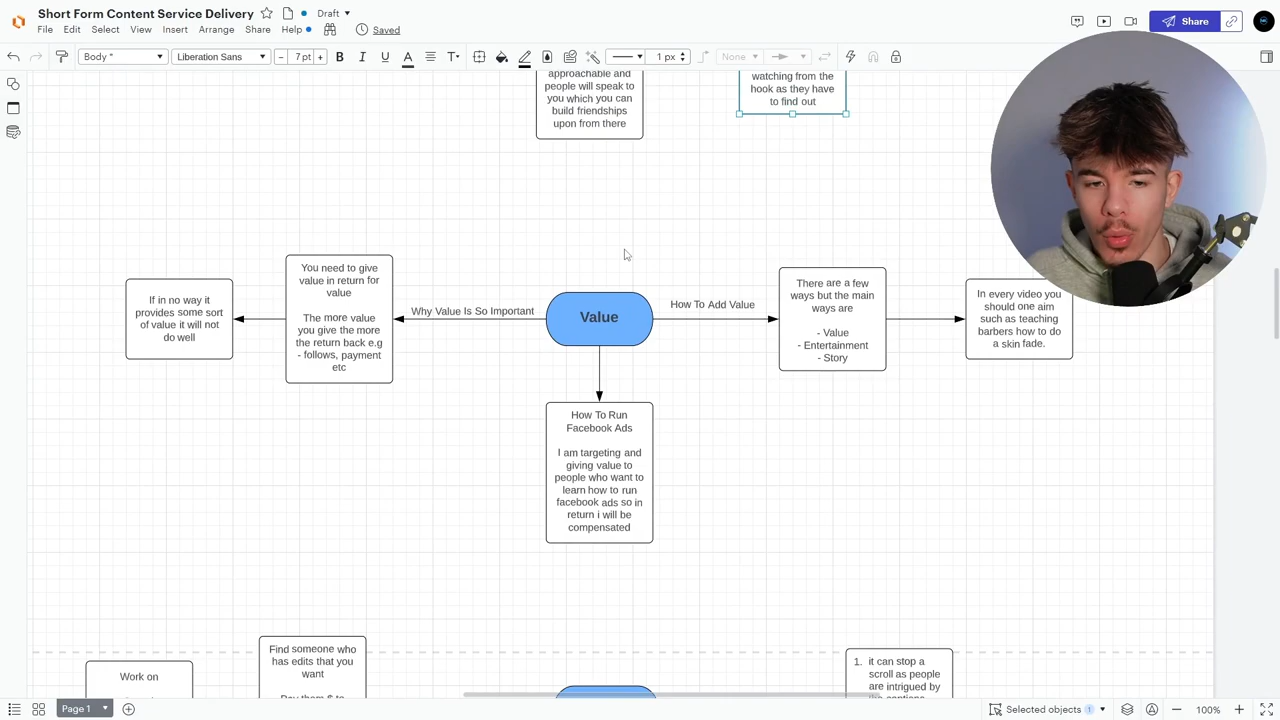 Short Form Content Service Delivery
Draft
File Edit Select View Insert Arrange Share Help Saved
Share
Body *
Liberation Sans
7 pt
B I U A T
1 px
None
approachable and
people will speak to
you which you can
build friendships
upon from there
watching from the
hook as they have
to find out
If in no way it
provides some sort
of value it will not
do well
You need to give
value in return for
value
The more value
you give the more
the return back e.g
- follows, payment
etc
Why Value Is So Important
Value
How To Add Value
There are a few
ways but the main
ways are
- Value
- Entertainment
- Story
In every video you
should one aim
such as teaching
barbers how to do
a skin fade.
How To Run
Facebook Ads
I am targeting and
giving value to
people who want to
learn how to run
facebook ads so in
return i will be
compensated
Work on
Find someone who
has edits that you
want
1. it can stop a
scroll as people
are intrigued by
Page 1
Selected objects 1
100%